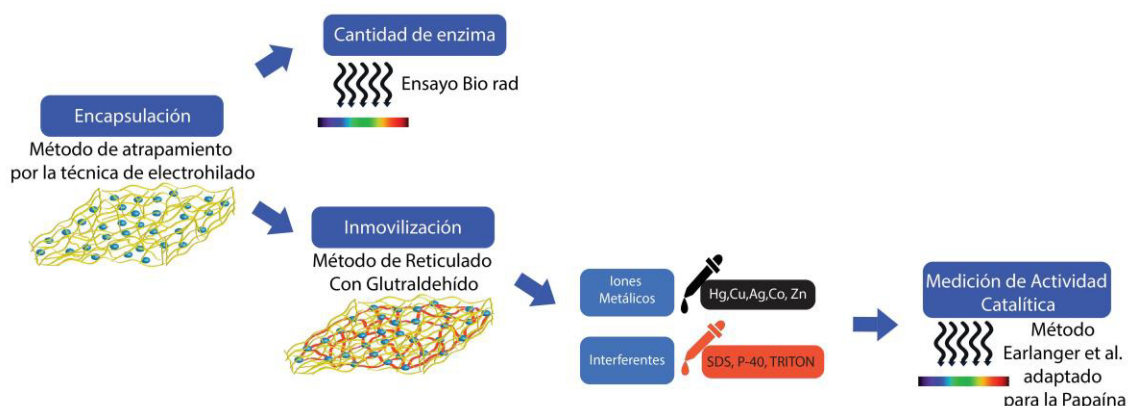 Cantidad de enzima
Ensayo Bio rad
Encapsulación
Método de atrapamiento
por la técnica de electrohilado
Inmovilización
Método de Reticulado
Con Glutraldehído
Iones
Metálicos
Hg,Cu,Ag,Co, Zn
Interferentes
SDS, P-40, TRITON
Medición de Actividad
Catalítica
Método
Earlanger et al.
adaptado
para la Papaína